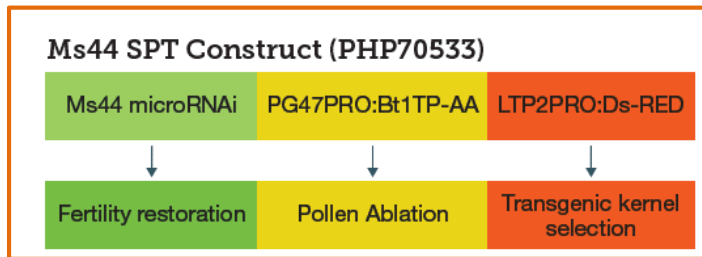 Ms44 SPT Construct (PHP70533)
Ms44 microRNAi PG47PRO:Bt1TP-AA LTP2PRO:Ds-RED
Fertility restoration Pollen Ablation Transgenic kernel
selection